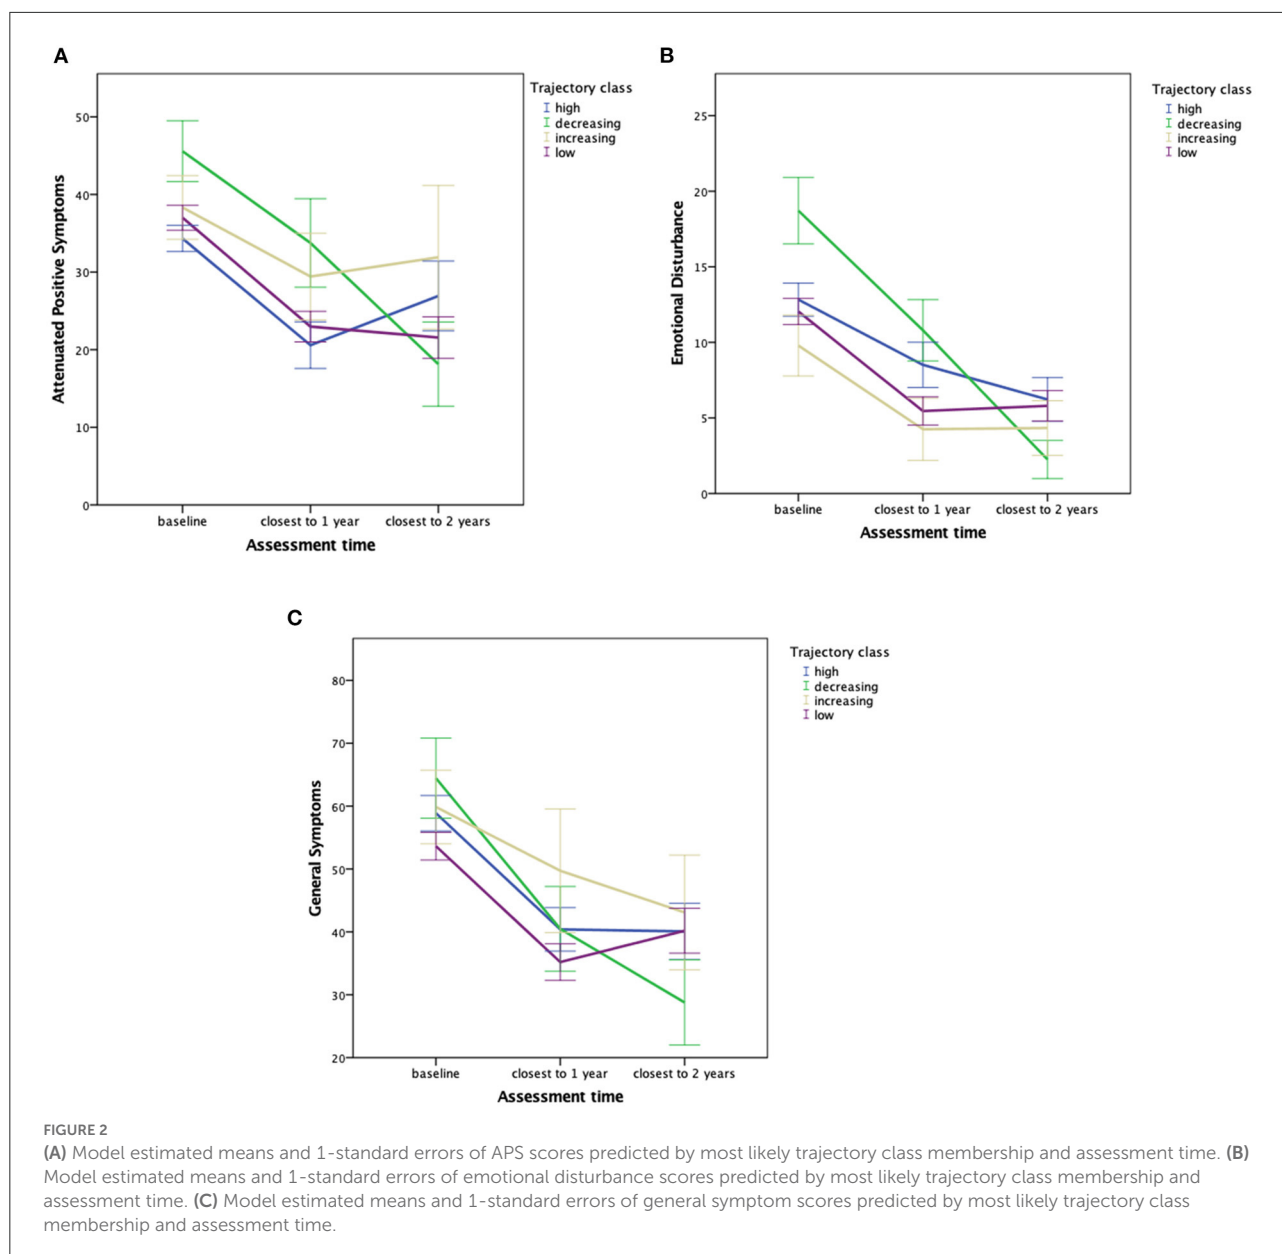 A
Trajectory class
high
decreasing
increasing
low
50
40
30
20
10
0
Attenuated Positive Symptoms
baseline
closest to 1 year
closest to 2 years
Assessment time
B
Trajectory class
high
decreasing
increasing
low
25
20
15
10
5
0
Emotional Disturbance
baseline
closest to 1 year
closest to 2 years
Assessment time
C
Trajectory class
high
decreasing
increasing
low
80
70
60
50
40
30
20
General Symptoms
baseline
closest to 1 year
closest to 2 years
Assessment time
FIGURE 2
(A) Model estimated means and 1-standard errors of APS scores predicted by most likely trajectory class membership and assessment time. (B)
Model estimated means and 1-standard errors of emotional disturbance scores predicted by most likely trajectory class membership and
assessment time. (C) Model estimated means and 1-standard errors of general symptom scores predicted by most likely trajectory class
membership and assessment time.